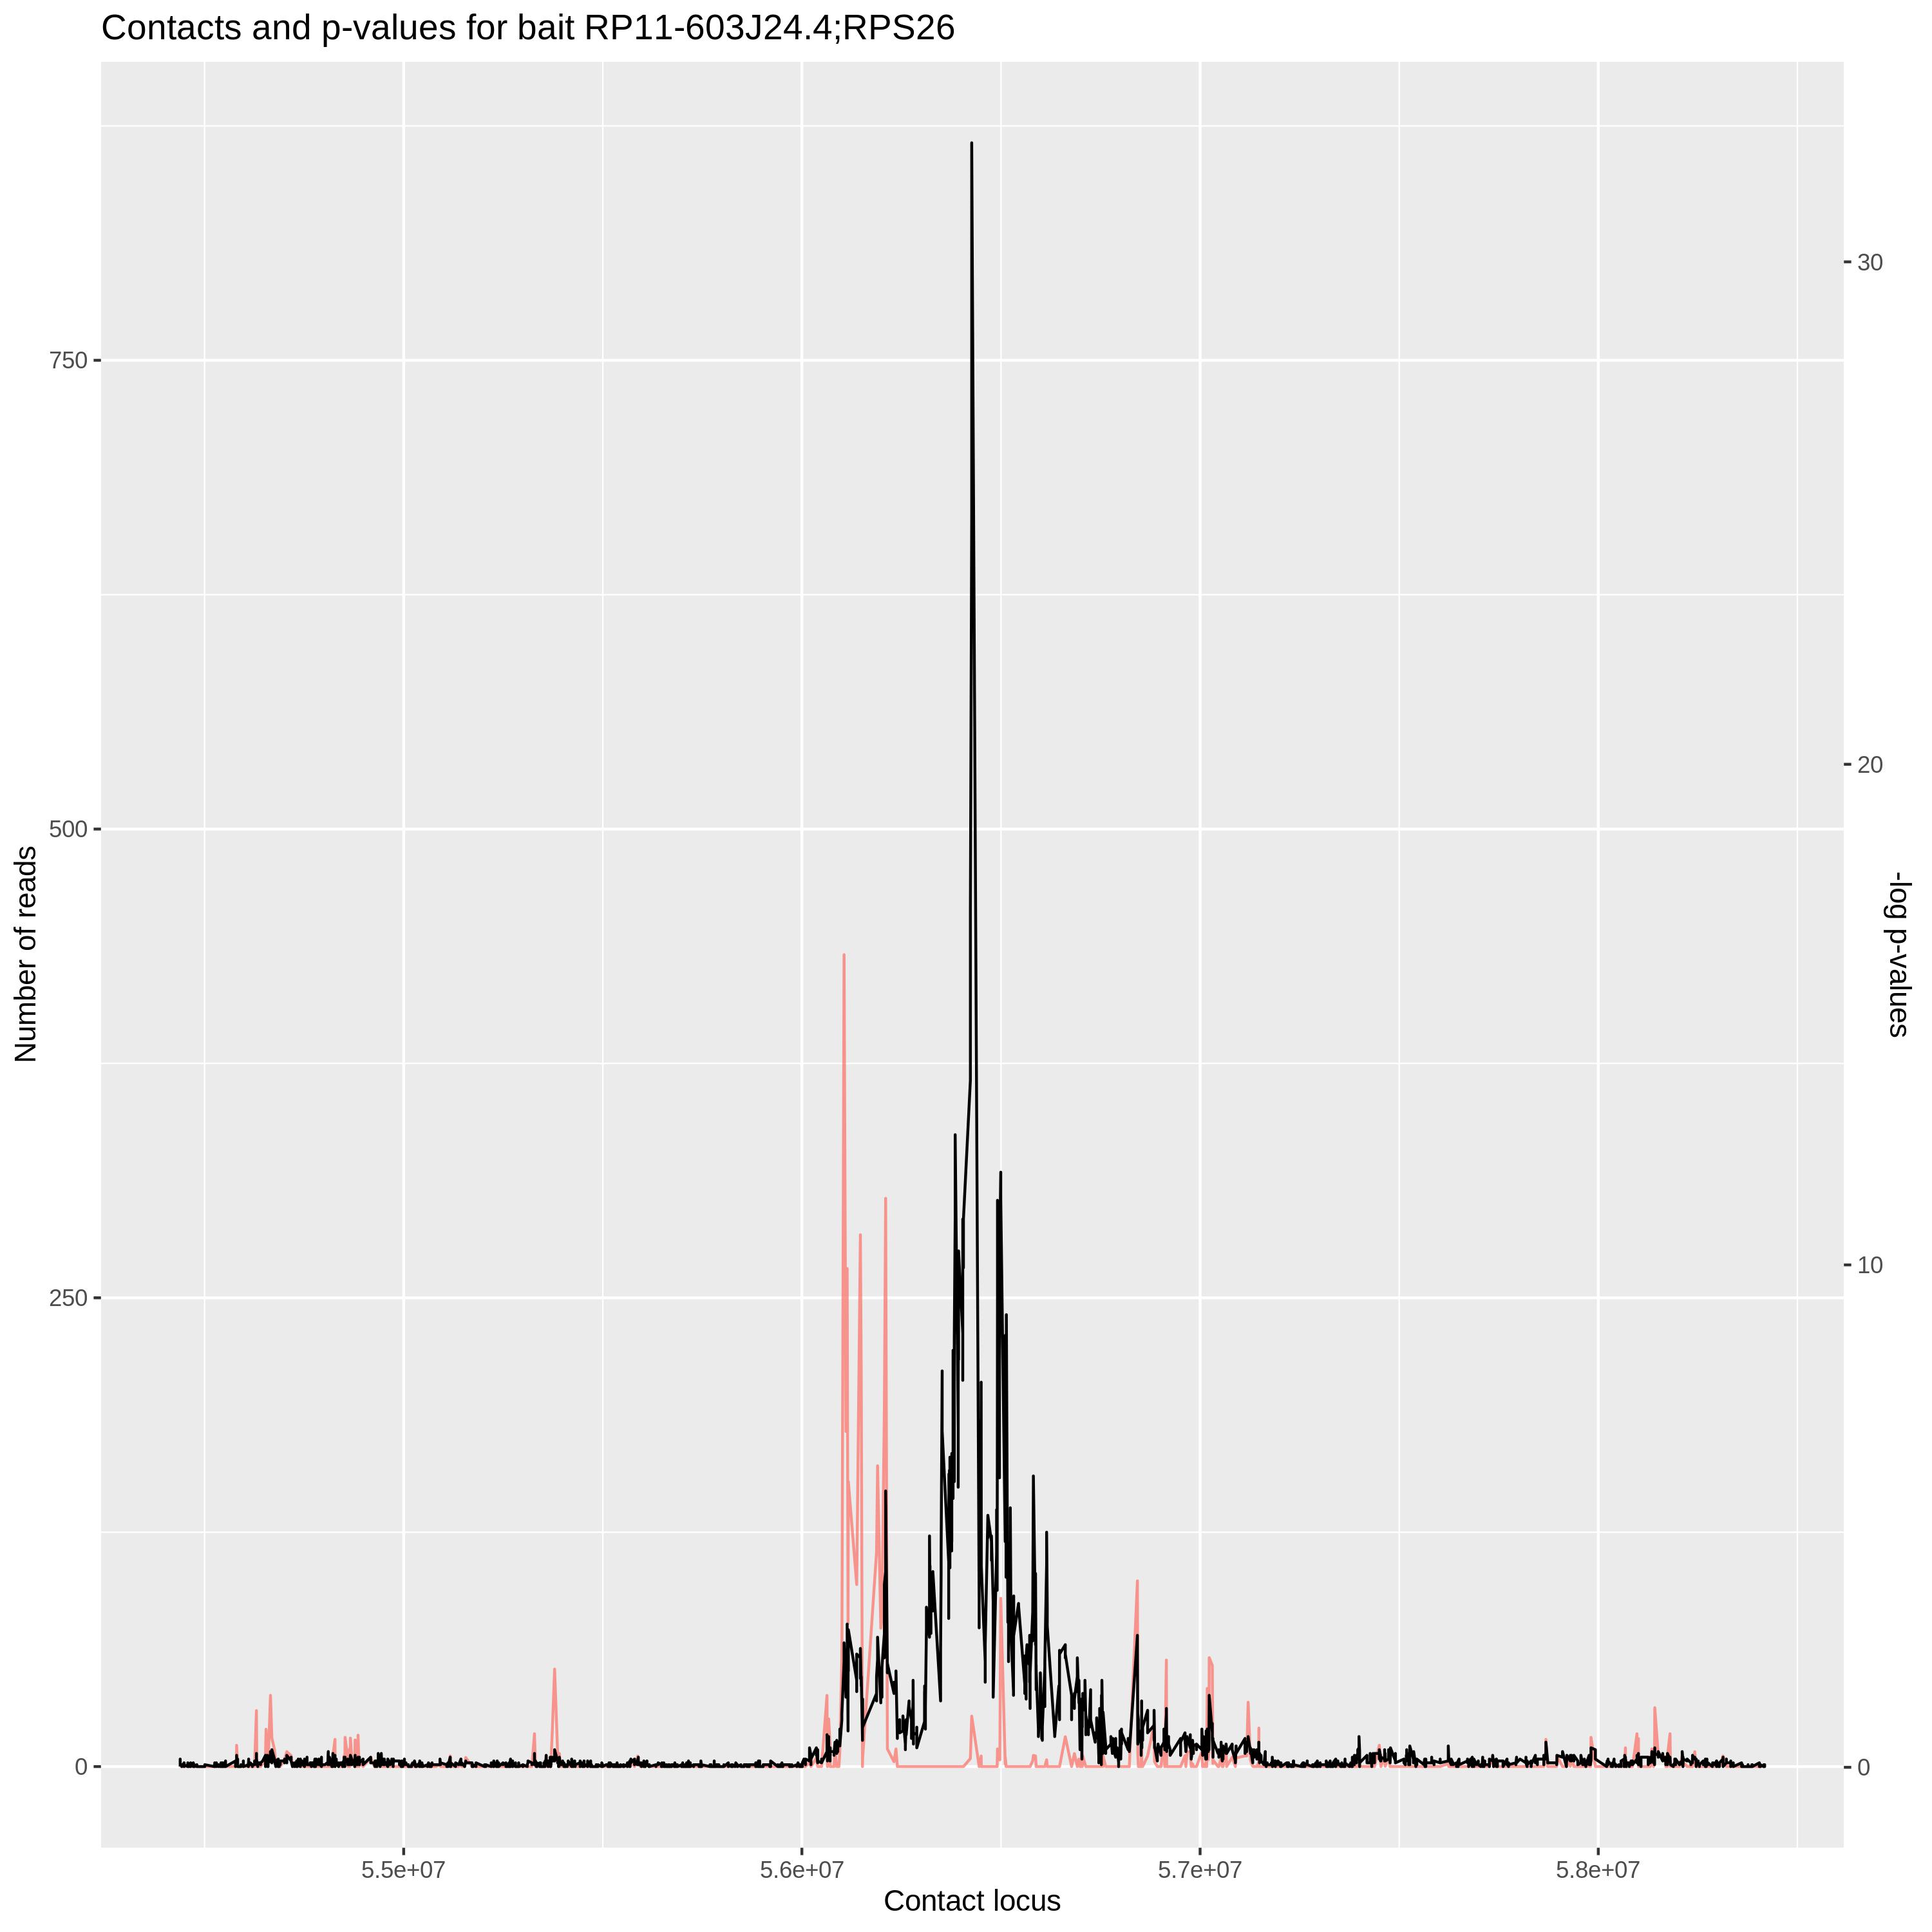 Contacts and p-values for bait RP11-603J24.4;RPS26
Number of reads
750
500
250
0
30
20
10
0
-log p-values
5.5e+07 5.6e+07 5.7e+07 5.8e+07
Contact locus